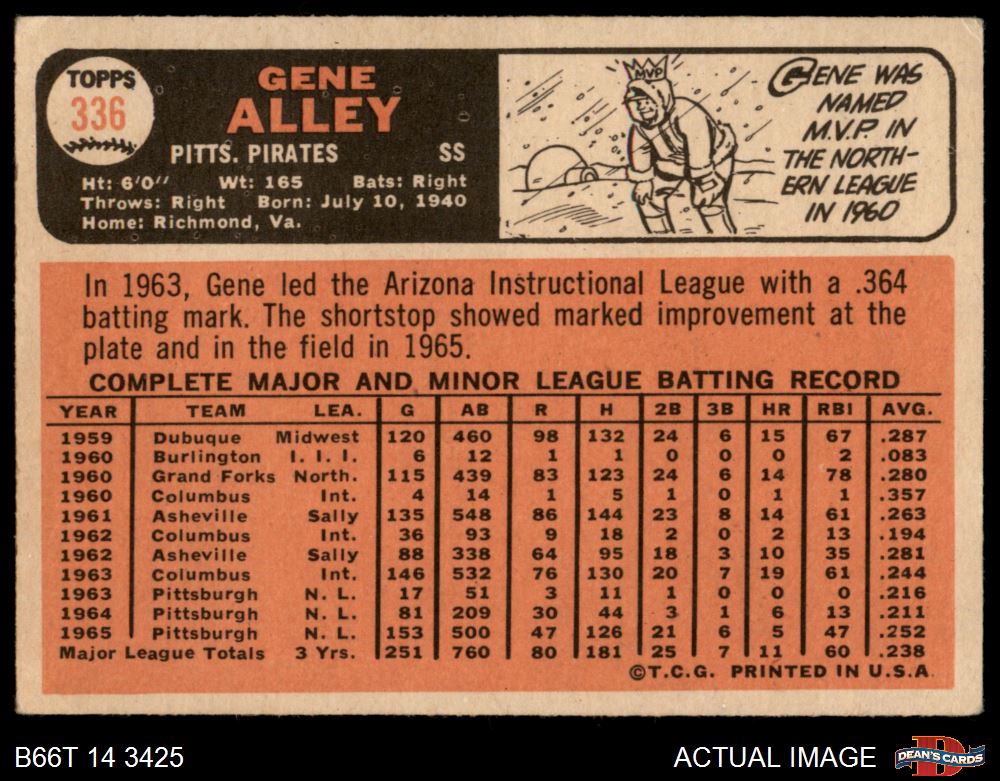 TOPPS
336
GENE
ALLEY
PITTS. PIRATES SS
Ht: 6'0" Wt: 165 Bats: Right
Throws: Right Born: July 10, 1940
Home: Richmond, Va.
MVP
GENE WAS
NAMED
M.V.P. IN
THE NORTH-
ERN LEAGUE
IN 1960
In 1963, Gene led the Arizona Instructional League with a .364
batting mark. The shortstop showed marked improvement at the
plate and in the field in 1965.
COMPLETE MAJOR AND MINOR LEAGUE BATTING RECORD
YEAR TEAM LEA. G AB R H 2B 3B HR RBI AVG.
1959 Dubuque Midwest 120 460 98 132 24 6 15 67 .287
1960 Burlington I. I. I. 6 12 1 1 0 0 0 2 .083
1960 Grand Forks North. 115 439 83 123 24 6 14 78 .280
1960 Columbus Int. 4 14 1 5 1 0 1 1 .357
1961 Asheville Sally 135 548 86 144 23 8 14 61 .263
1962 Columbus Int. 36 93 9 18 2 0 2 13 .194
1962 Asheville Sally 88 338 64 95 18 3 10 35 .281
1963 Columbus Int. 146 532 76 130 20 7 19 61 .244
1963 Pittsburgh N. L. 17 51 3 11 1 0 0 0 .216
1964 Pittsburgh N. L. 81 209 30 44 3 1 6 13 .211
1965 Pittsburgh N. L. 153 500 47 126 21 6 5 47 .252
Major League Totals 3 Yrs. 251 760 80 181 25 7 11 60 .238
©T.C.G. PRINTED IN U.S.A.
B66T 14 3425 ACTUAL IMAGE
D
DEAN'S CARDS